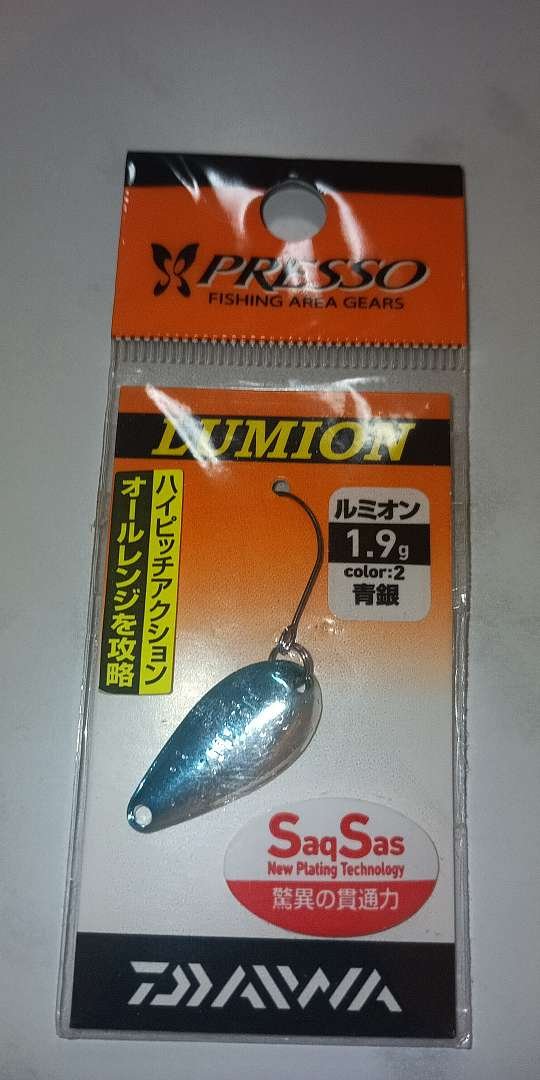 PRESSO
FISHING AREA GEARS
LUMION
ハイピッチアクション
オールレンジを攻略
ルミオン
1.9g
color:2
青銀
SaqSas
New Plating Technology
驚異の貫通力
DAIWA